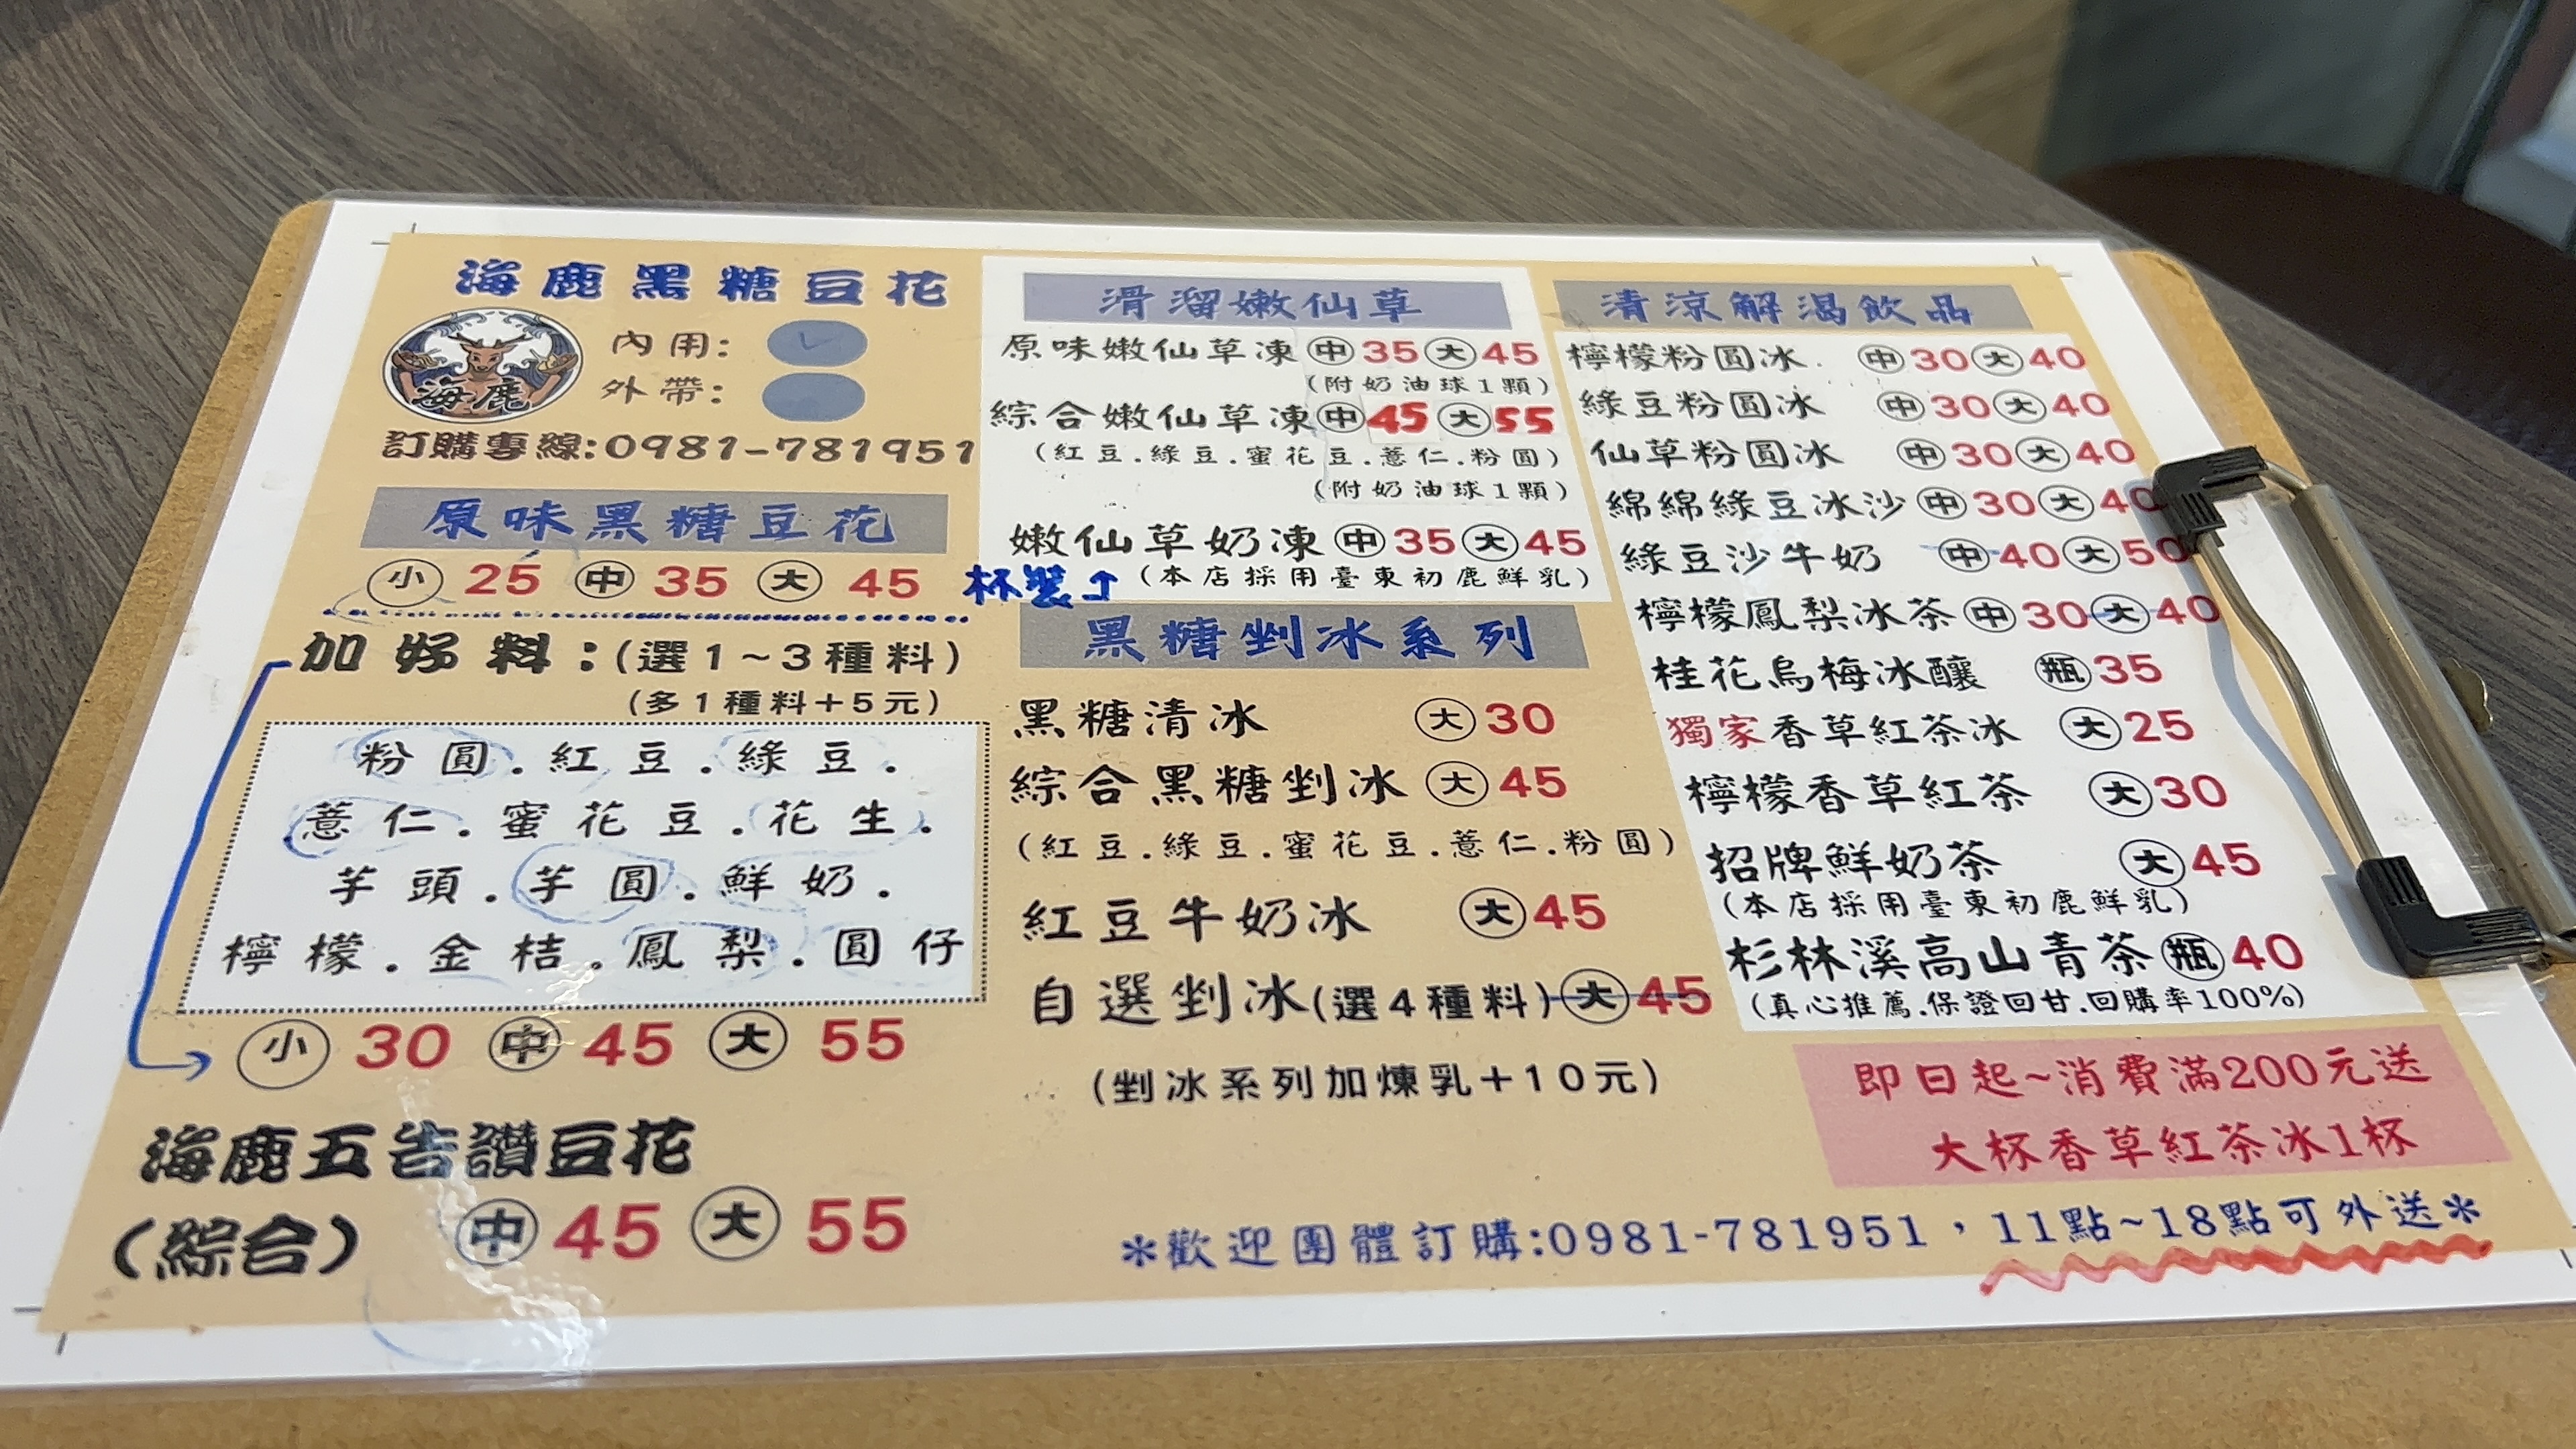 海鹿黑糖豆花
海鹿
內用:
外帶:
訂購專線:0981-781951
原味黑糖豆花
小 25 中 35 大 45
加好料:(選1~3種料)
(多1種料+5元)
粉圓.紅豆.綠豆.
薏仁.蜜花豆.花生.
芋頭.芋圓.鮮奶.
檸檬.金桔.鳳梨.圓仔
小 30 中 45 大 55
海鹿五告讚豆花
(綜合) 中 45 大 55
滑溜嫩仙草
原味嫩仙草凍 中 35 大 45
(附奶油球1顆)
綜合嫩仙草凍 中 45 大 55
(紅豆.綠豆.蜜花豆.薏仁.粉圓)
(附奶油球1顆)
嫩仙草奶凍 中 35 大 45
杯裝↑ (本店採用臺東初鹿鮮乳)
黑糖剉冰系列
黑糖清冰 大 30
綜合黑糖剉冰 大 45
(紅豆.綠豆.蜜花豆.薏仁.粉圓)
紅豆牛奶冰 大 45
自選剉冰(選4種料) 大 45
(剉冰系列加煉乳+10元)
清涼解渴飲品
檸檬粉圓冰 中 30 大 40
綠豆粉圓冰 中 30 大 40
仙草粉圓冰 中 30 大 40
綿綿綠豆冰沙 中 30 大 40
綠豆沙牛奶 中 40 大 50
檸檬鳳梨冰茶 中 30 大 40
桂花烏梅冰釀 瓶 35
獨家香草紅茶冰 大 25
檸檬香草紅茶 大 30
招牌鮮奶茶 大 45
(本店採用臺東初鹿鮮乳)
杉林溪高山青茶 瓶 40
(真心推薦.保證回甘.回購率100%)
即日起~消費滿200元送
大杯香草紅茶冰1杯
*歡迎團體訂購:0981-781951，11點~18點可外送*